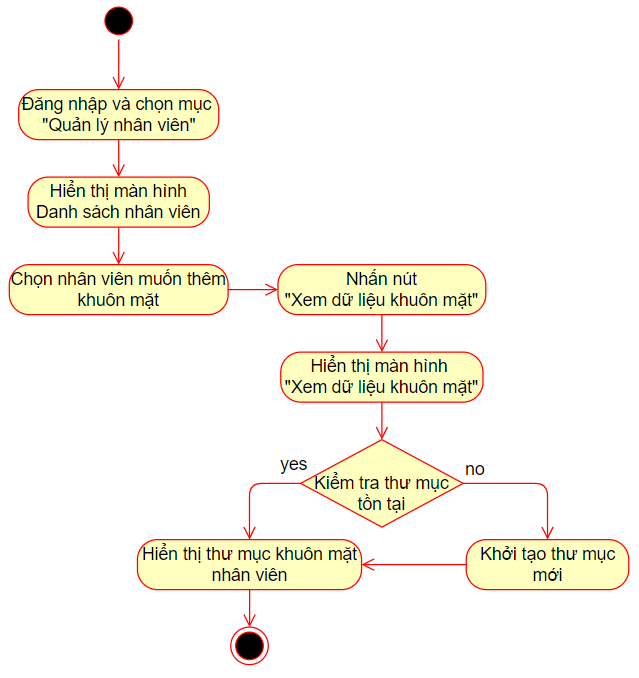 Đăng nhập và chọn mục
"Quản lý nhân viên"
Hiển thị màn hình
Danh sách nhân viên
Chọn nhân viên muốn thêm
khuôn mặt
Nhấn nút
"Xem dữ liệu khuôn mặt"
Hiển thị màn hình
"Xem dữ liệu khuôn mặt"
Kiểm tra thư mục
tồn tại
yes
no
Hiển thị thư mục khuôn mặt
nhân viên
Khởi tạo thư mục
mới